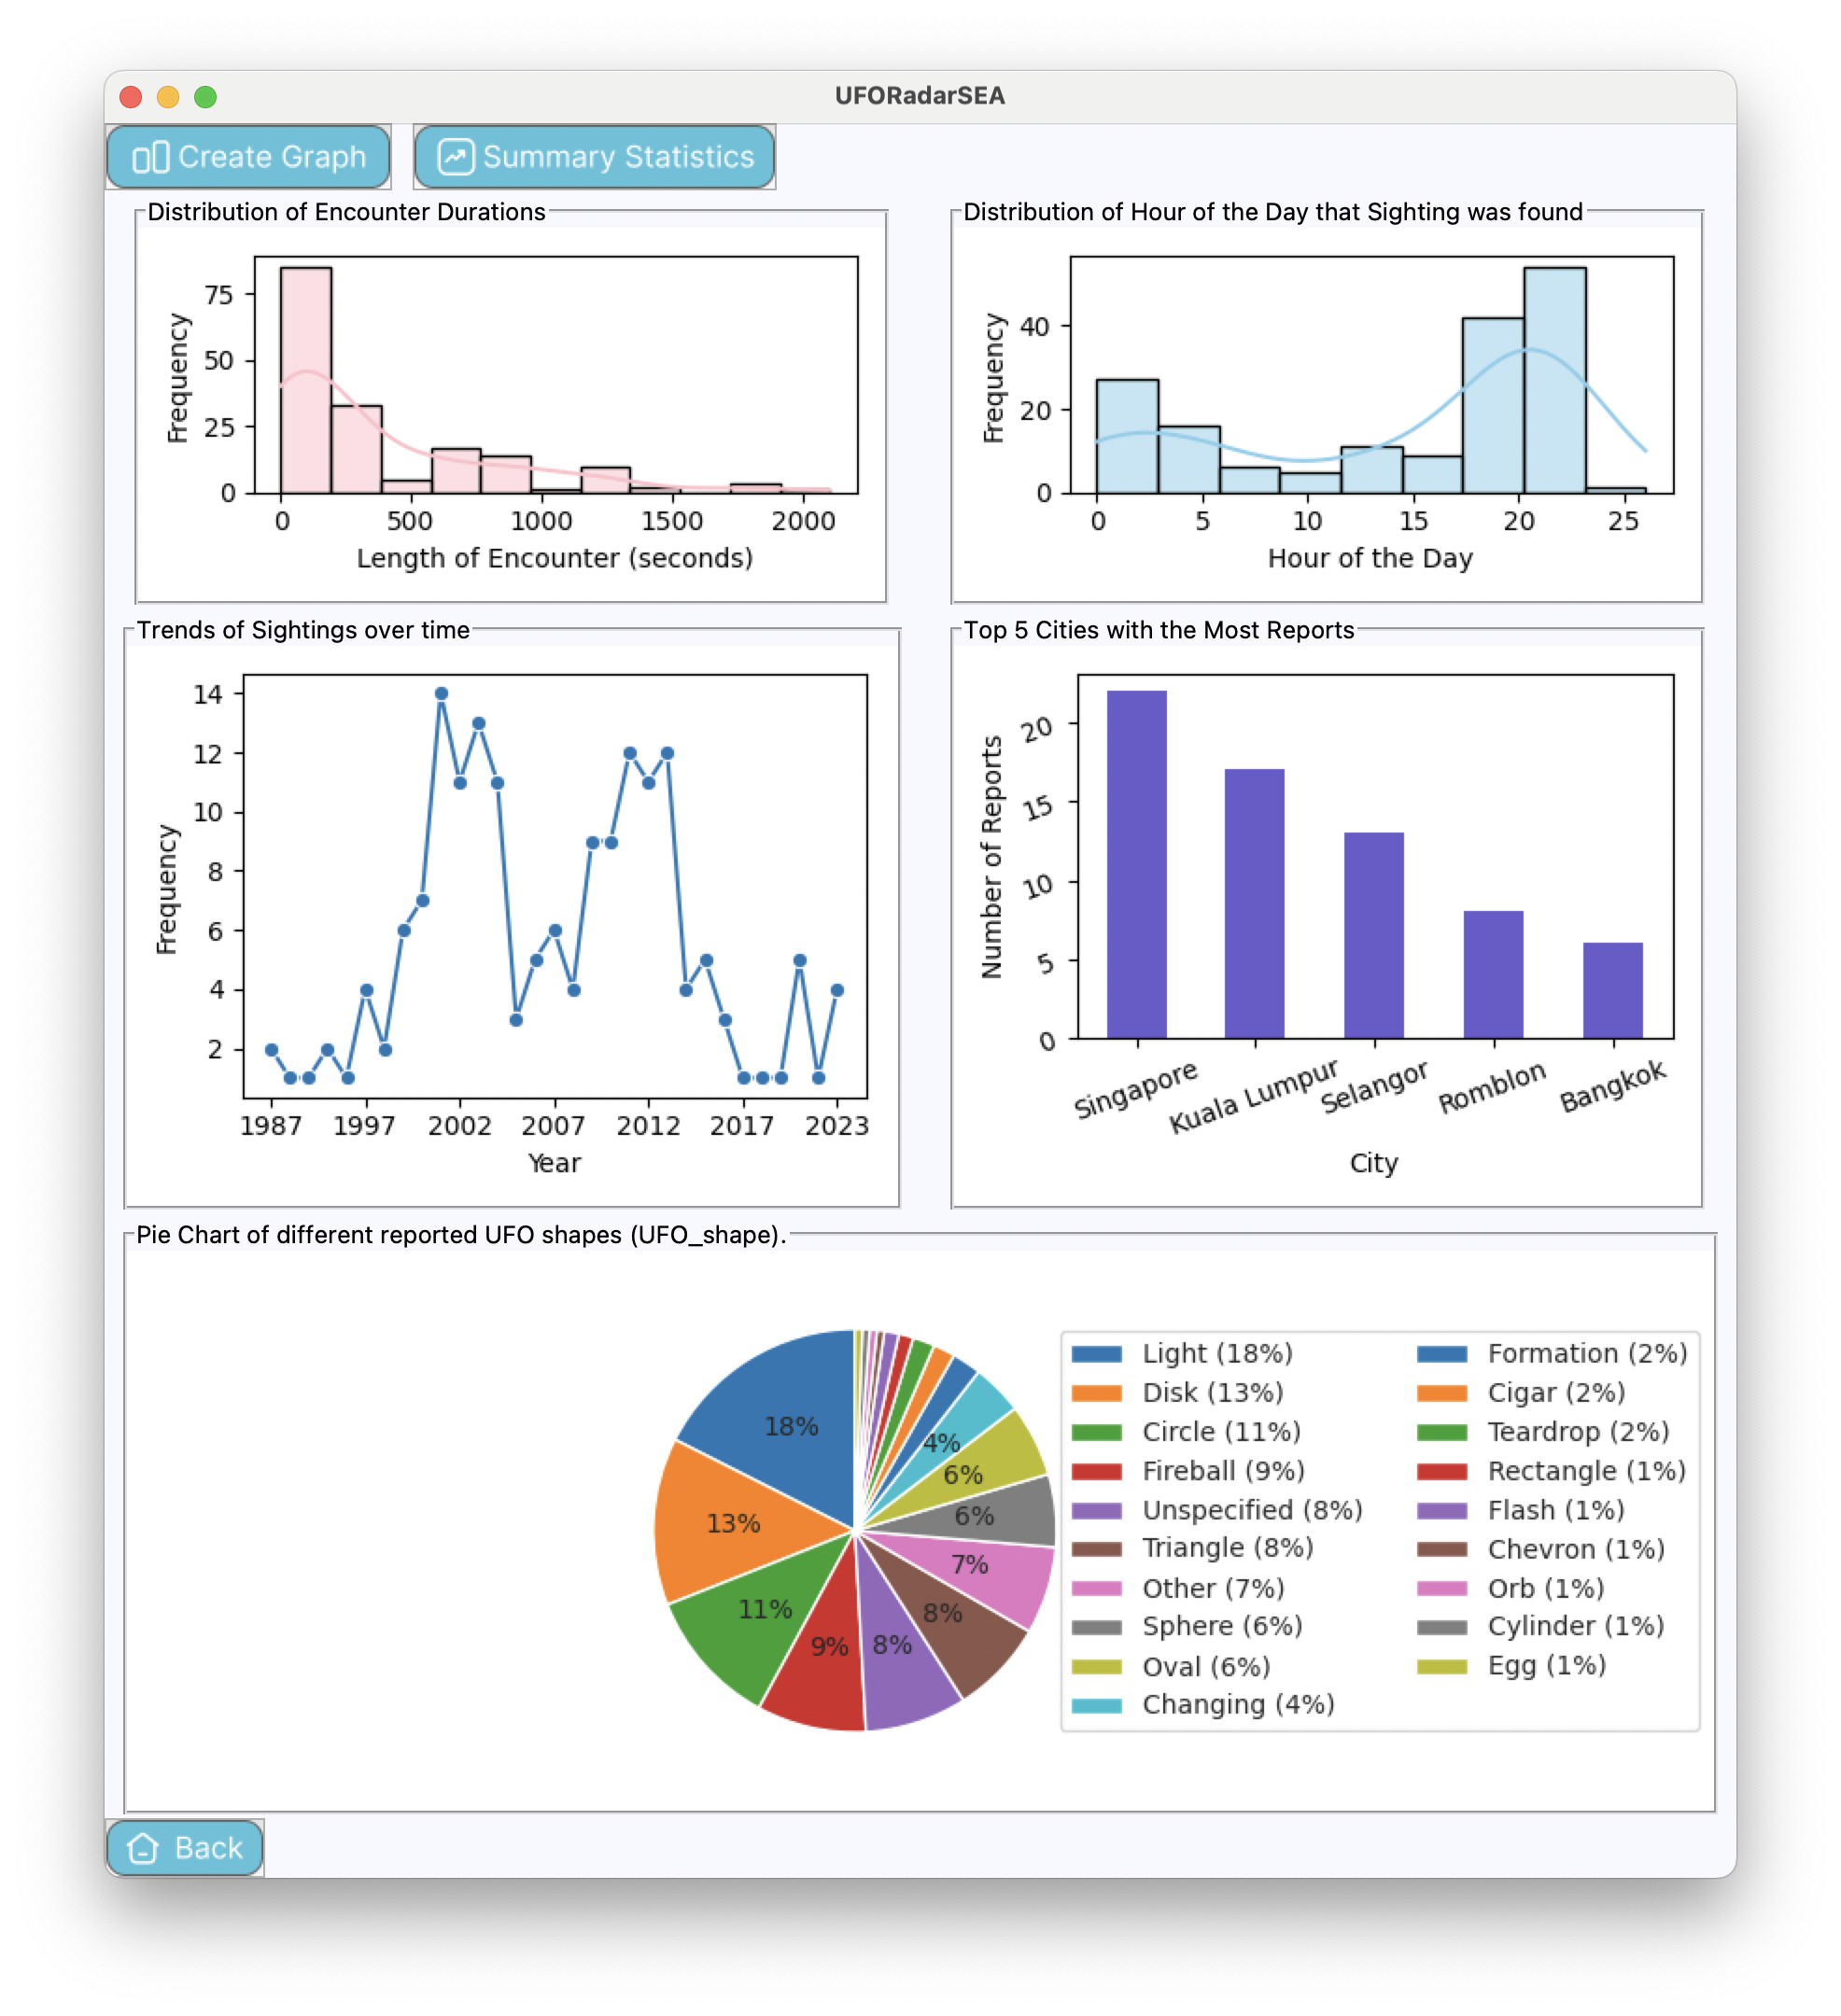 UFORadarSEA
Create Graph
Summary Statistics
Distribution of Encounter Durations
Frequency
75
50
25
0
0 500 1000 1500 2000
Length of Encounter (seconds)
Distribution of Hour of the Day that Sighting was found
Frequency
40
20
0
0 5 10 15 20 25
Hour of the Day
Trends of Sightings over time
Frequency
14
12
10
8
6
4
2
1987 1997 2002 2007 2012 2017 2023
Year
Top 5 Cities with the Most Reports
Number of Reports
20
15
10
5
0
Singapore Kuala Lumpur Selangor Romblon Bangkok
City
Pie Chart of different reported UFO shapes (UFO_shape).
18%
13%
11%
9%
8%
8%
7%
6%
6%
4%
Light (18%)
Disk (13%)
Circle (11%)
Fireball (9%)
Unspecified (8%)
Triangle (8%)
Other (7%)
Sphere (6%)
Oval (6%)
Changing (4%)
Formation (2%)
Cigar (2%)
Teardrop (2%)
Rectangle (1%)
Flash (1%)
Chevron (1%)
Orb (1%)
Cylinder (1%)
Egg (1%)
Back